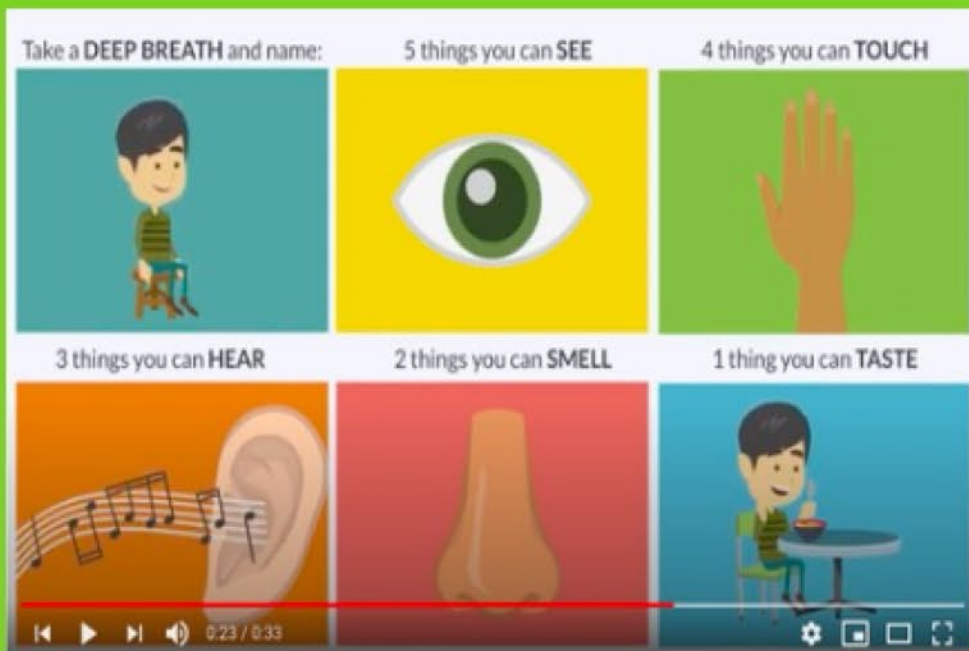 Take a DEEP BREATH and name:
5 things you can SEE
4 things you can TOUCH
3 things you can HEAR
2 things you can SMELL
1 thing you can TASTE
0:23 / 0:33